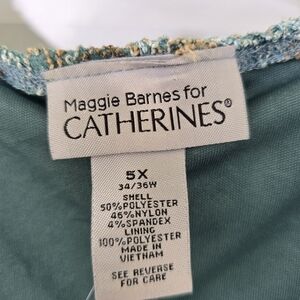 Maggie Barnes for
CATHERINES®
5X
34/36W
SHELL
50%POLYESTER
46%NYLON
4%SPANDEX
LINING
100%POLYESTER
MADE IN
VIETNAM
SEE REVERSE
FOR CARE